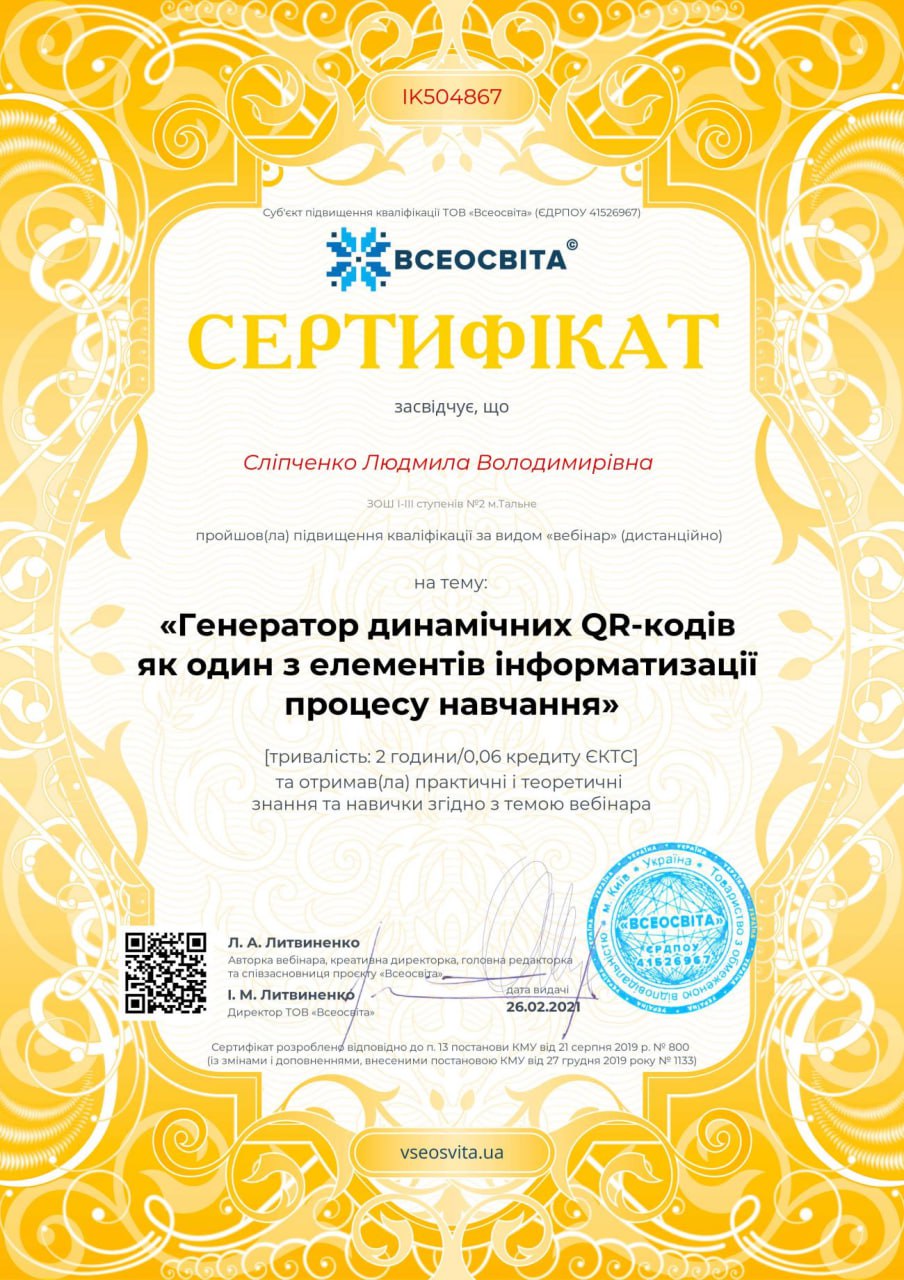 IK504867
Суб'єкт підвищення кваліфікації ТОВ «Всеосвіта» (ЄДРПОУ 41526967)
ВСЕОСВІТА©
СЕРТИФІКАТ
засвідчує, що
Сліпченко Людмила Володимирівна
ЗОШ І-ІІІ ступенів №2 м.Тальне
пройшов(ла) підвищення кваліфікації за видом «вебінар» (дистанційно)
на тему:
«Генератор динамічних QR-кодів
як один з елементів інформатизації
процесу навчання»
[тривалість: 2 години/0,06 кредиту ЄКТС]
та отримав(ла) практичні і теоретичні
знання та навички згідно з темою вебінара
Л. А. Литвиненко
Авторка вебінара, креативна директорка, головна редакторка
та співзасновниця проєкту «Всеосвіта»
І. М. Литвиненко
Директор ТОВ «Всеосвіта»
дата видачі
26.02.2021
УКРАЇНА • УКРАЇНА • УКРАЇНА
м. Київ • Україна • Товариство з обмеженою відповідальністю •
«ВСЕОСВІТА»
ЄРДПОУ
41526967
Сертифікат розроблено відповідно до п. 13 постанови КМУ від 21 серпня 2019 р. № 800
(із змінами і доповненнями, внесеними постановою КМУ від 27 грудня 2019 року № 1133)
vseosvita.ua